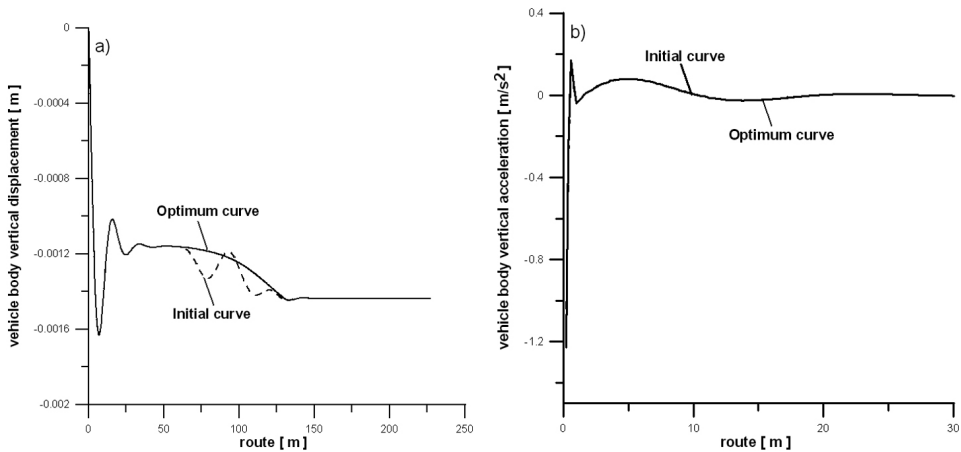 a)
vehicle body vertical displacement [ m ]
0
-0.0004
-0.0008
-0.0012
-0.0016
-0.002
Optimum curve
Initial curve
0 50 100 150 200 250
route [ m ]
b)
vehicle body vertical acceleration [ m/s²]
0.4
0
-0.4
-0.8
-1.2
Initial curve
Optimum curve
0 10 20 30
route [ m ]